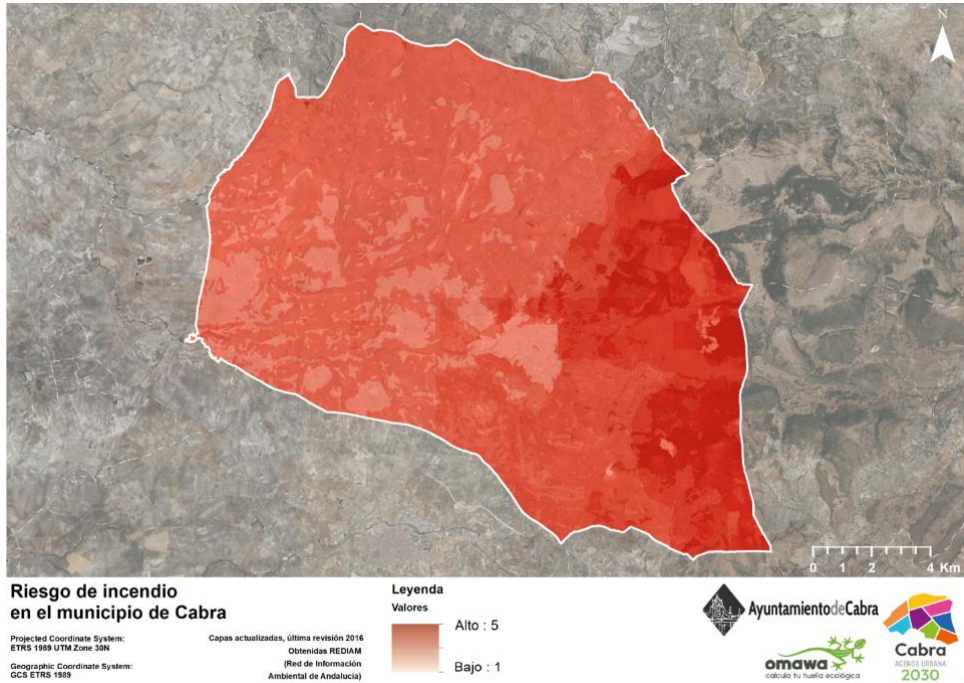 N
0 1 2 4 Km
Riesgo de incendio
en el municipio de Cabra
Projected Coordinate System:
ETRS 1989 UTM Zone 30N
Geographic Coordinate System:
GCS ETRS 1989
Capas actualizadas, última revisión 2016
Obtenidas REDIAM
(Red de Información
Ambiental de Andalucía)
Leyenda
Valores
Alto : 5
Bajo : 1
AyuntamientodeCabra
omawa
calcula tu huella ecológica
Cabra
AGENDA URBANA
2030